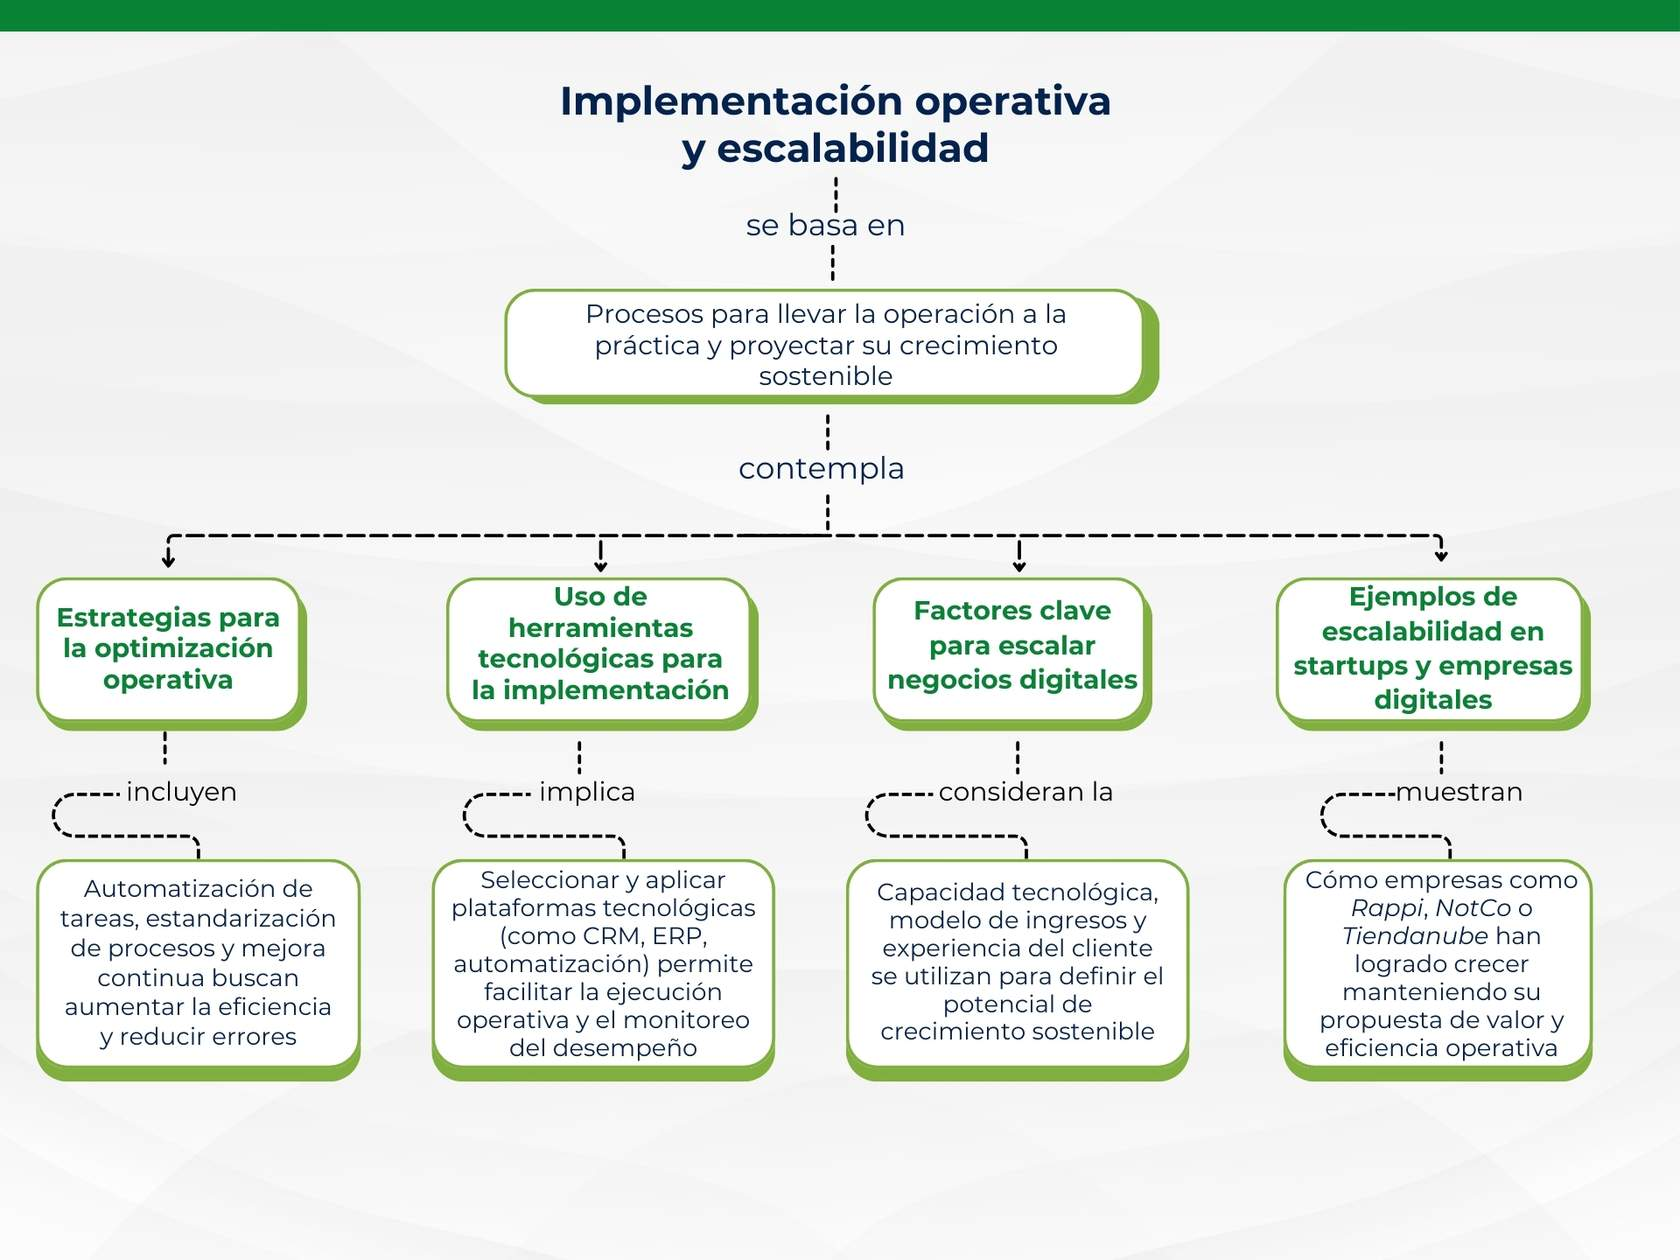 Implementación operativa
y escalabilidad
se basa en
Procesos para llevar la operación a la
práctica y proyectar su crecimiento
sostenible
contempla
Estrategias para
la optimización
operativa
incluyen
Automatización de
tareas, estandarización
de procesos y mejora
continua buscan
aumentar la eficiencia
y reducir errores
Uso de
herramientas
tecnológicas para
la implementación
implica
Seleccionar y aplicar
plataformas tecnológicas
(como CRM, ERP,
automatización) permite
facilitar la ejecución
operativa y el monitoreo
del desempeño
Factores clave
para escalar
negocios digitales
consideran la
Capacidad tecnológica,
modelo de ingresos y
experiencia del cliente
se utilizan para definir el
potencial de
crecimiento sostenible
Ejemplos de
escalabilidad en
startups y empresas
digitales
muestran
Cómo empresas como
Rappi, NotCo o
Tiendanube han
logrado crecer
manteniendo su
propuesta de valor y
eficiencia operativa